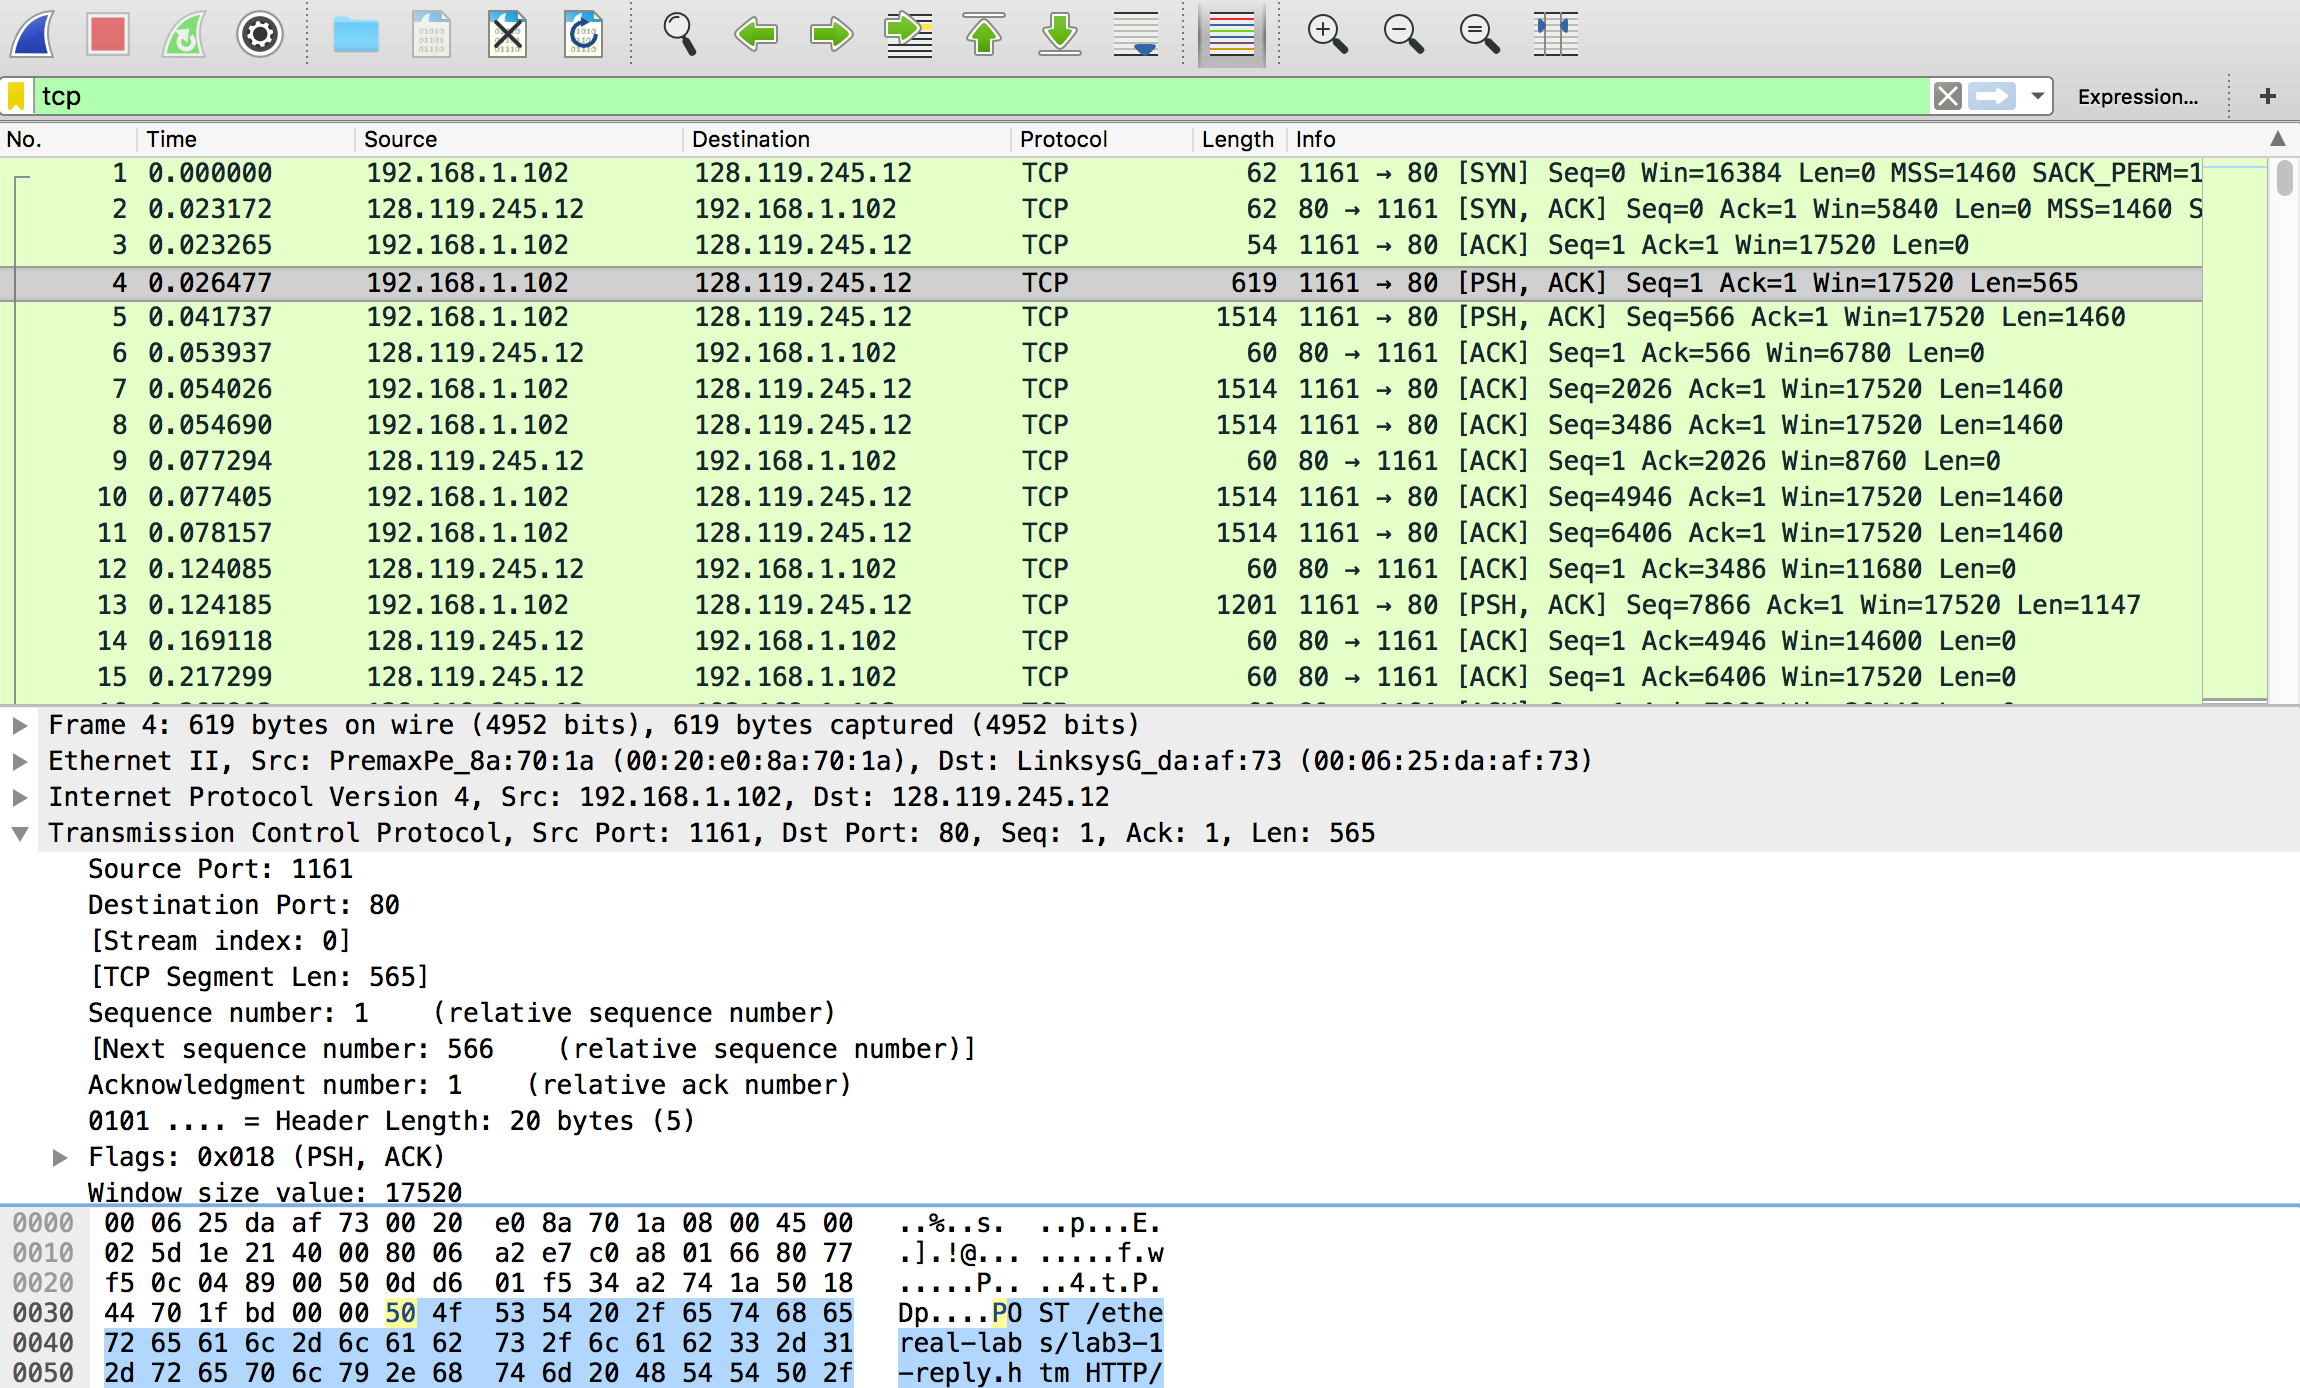 tcp
Expression... +
No. Time Source Destination Protocol Length Info
1 0.000000 192.168.1.102 128.119.245.12 TCP 62 1161 → 80 [SYN] Seq=0 Win=16384 Len=0 MSS=1460 SACK_PERM=1
2 0.023172 128.119.245.12 192.168.1.102 TCP 62 80 → 1161 [SYN, ACK] Seq=0 Ack=1 Win=5840 Len=0 MSS=1460 S
3 0.023265 192.168.1.102 128.119.245.12 TCP 54 1161 → 80 [ACK] Seq=1 Ack=1 Win=17520 Len=0
4 0.026477 192.168.1.102 128.119.245.12 TCP 619 1161 → 80 [PSH, ACK] Seq=1 Ack=1 Win=17520 Len=565
5 0.041737 192.168.1.102 128.119.245.12 TCP 1514 1161 → 80 [PSH, ACK] Seq=566 Ack=1 Win=17520 Len=1460
6 0.053937 128.119.245.12 192.168.1.102 TCP 60 80 → 1161 [ACK] Seq=1 Ack=566 Win=6780 Len=0
7 0.054026 192.168.1.102 128.119.245.12 TCP 1514 1161 → 80 [ACK] Seq=2026 Ack=1 Win=17520 Len=1460
8 0.054690 192.168.1.102 128.119.245.12 TCP 1514 1161 → 80 [ACK] Seq=3486 Ack=1 Win=17520 Len=1460
9 0.077294 128.119.245.12 192.168.1.102 TCP 60 80 → 1161 [ACK] Seq=1 Ack=2026 Win=8760 Len=0
10 0.077405 192.168.1.102 128.119.245.12 TCP 1514 1161 → 80 [ACK] Seq=4946 Ack=1 Win=17520 Len=1460
11 0.078157 192.168.1.102 128.119.245.12 TCP 1514 1161 → 80 [ACK] Seq=6406 Ack=1 Win=17520 Len=1460
12 0.124085 128.119.245.12 192.168.1.102 TCP 60 80 → 1161 [ACK] Seq=1 Ack=3486 Win=11680 Len=0
13 0.124185 192.168.1.102 128.119.245.12 TCP 1201 1161 → 80 [PSH, ACK] Seq=7866 Ack=1 Win=17520 Len=1147
14 0.169118 128.119.245.12 192.168.1.102 TCP 60 80 → 1161 [ACK] Seq=1 Ack=4946 Win=14600 Len=0
15 0.217299 128.119.245.12 192.168.1.102 TCP 60 80 → 1161 [ACK] Seq=1 Ack=6406 Win=17520 Len=0
Frame 4: 619 bytes on wire (4952 bits), 619 bytes captured (4952 bits)
Ethernet II, Src: PremaxPe_8a:70:1a (00:20:e0:8a:70:1a), Dst: LinksysG_da:af:73 (00:06:25:da:af:73)
Internet Protocol Version 4, Src: 192.168.1.102, Dst: 128.119.245.12
Transmission Control Protocol, Src Port: 1161, Dst Port: 80, Seq: 1, Ack: 1, Len: 565
Source Port: 1161
Destination Port: 80
[Stream index: 0]
[TCP Segment Len: 565]
Sequence number: 1 (relative sequence number)
[Next sequence number: 566 (relative sequence number)]
Acknowledgment number: 1 (relative ack number)
0101 .... = Header Length: 20 bytes (5)
Flags: 0x018 (PSH, ACK)
Window size value: 17520
0000 00 06 25 da af 73 00 20 e0 8a 70 1a 08 00 45 00 ..%..s. ..p...E.
0010 02 5d 1e 21 40 00 80 06 a2 e7 c0 a8 01 66 80 77 .].!@... .....f.w
0020 f5 0c 04 89 00 50 0d d6 01 f5 34 a2 74 1a 50 18 .....P.. ..4.t.P.
0030 44 70 1f bd 00 00 50 4f 53 54 20 2f 65 74 68 65 Dp....PO ST /ethe
0040 72 65 61 6c 2d 6c 61 62 73 2f 6c 61 62 33 2d 31 real-lab s/lab3-1
0050 2d 72 65 70 6c 79 2e 68 74 6d 20 48 54 54 50 2f -reply.h tm HTTP/